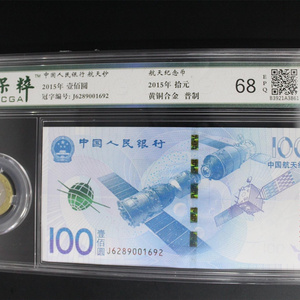 保粹
CGA
™ 中国人民银行 航天钞
2015年 壹佰圆
冠字编号: J6289001692
航天纪念币
2015年 拾元
黄铜合金 普制
68
EPQ
中国人民银行
100
中国航天
100
壹佰圆
J6289001692